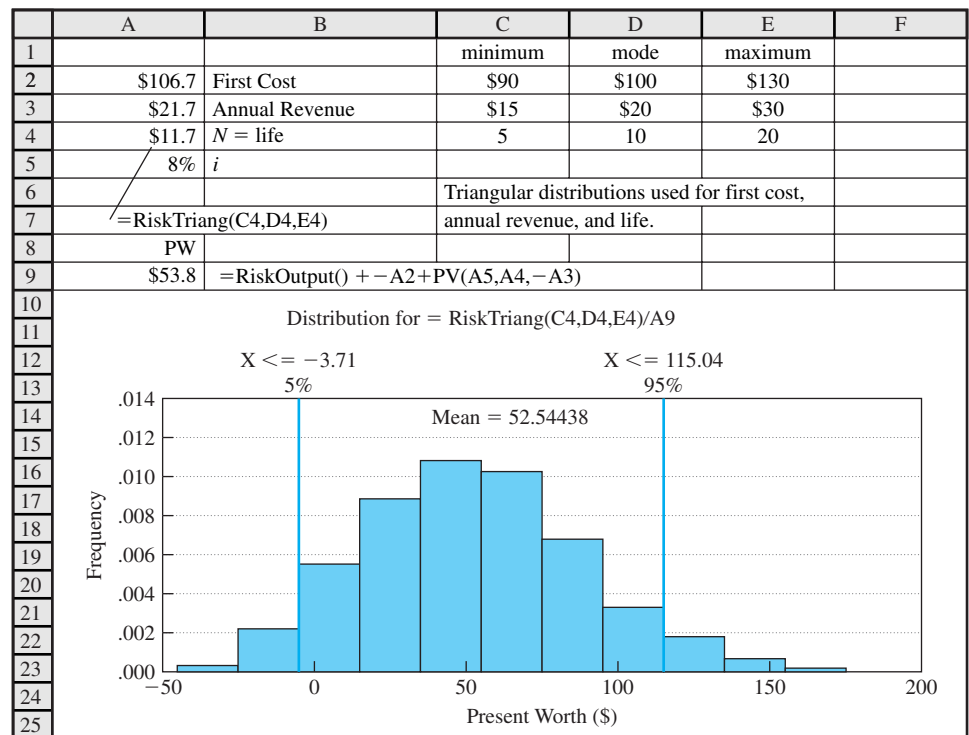 A B C D E F
1 minimum mode maximum
2 $106.7 First Cost $90 $100 $130
3 $21.7 Annual Revenue $15 $20 $30
4 $11.7 N = life 5 10 20
5 8% i
6 Triangular distributions used for first cost,
7 =RiskTriang(C4,D4,E4) annual revenue, and life.
8 PW
9 $53.8 =RiskOutput() +−A2+PV(A5,A4,−A3)
10
Distribution for = RiskTriang(C4,D4,E4)/A9
11
12 X <= −3.71 X <= 115.04
13 5% 95%
.014
14 Mean = 52.54438
15 .012
16 .010
17
18 .008
Frequency
19 .006
20
21 .004
22 .002
23 .000
24 −50 0 50 100 150 200
25 Present Worth ($)